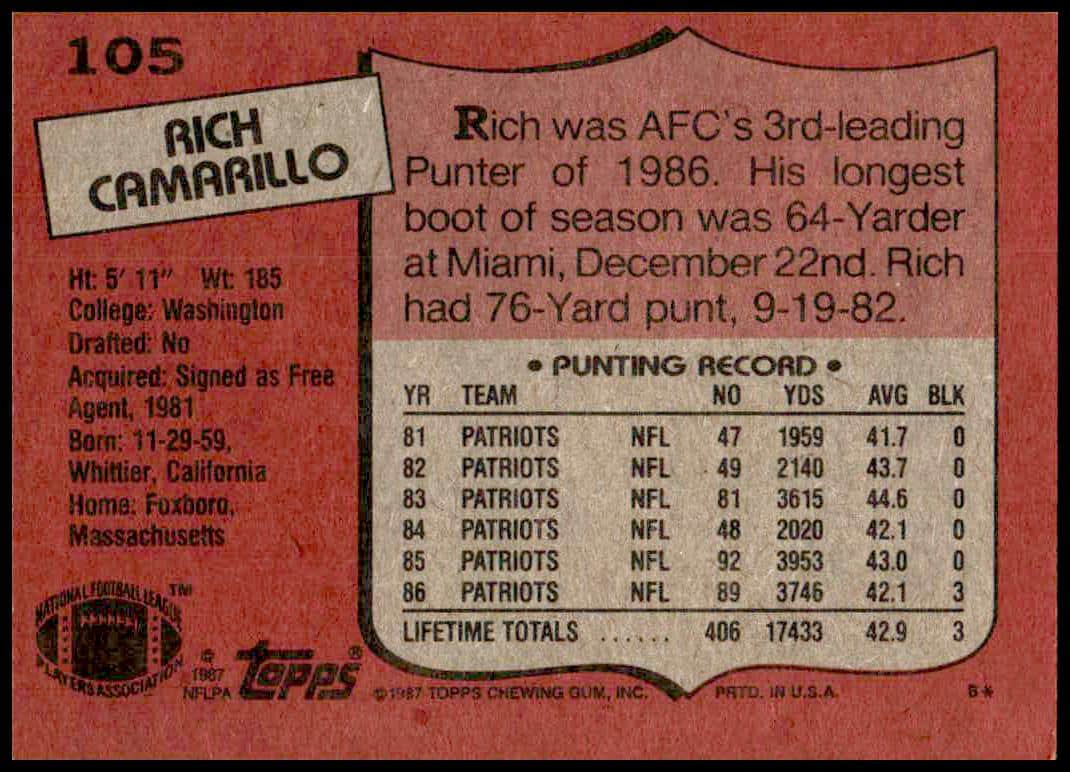 105
RICH
CAMARILLO
Ht: 5' 11" Wt: 185
College: Washington
Drafted: No
Acquired: Signed as Free
Agent, 1981
Born: 11-29-59,
Whittier, California
Home: Foxboro,
Massachusetts
Rich was AFC's 3rd-leading
Punter of 1986. His longest
boot of season was 64-Yarder
at Miami, December 22nd. Rich
had 76-Yard punt, 9-19-82.
• PUNTING RECORD •
YR TEAM NO YDS AVG BLK
81 PATRIOTS NFL 47 1959 41.7 0
82 PATRIOTS NFL 49 2140 43.7 0
83 PATRIOTS NFL 81 3615 44.6 0
84 PATRIOTS NFL 48 2020 42.1 0
85 PATRIOTS NFL 92 3953 43.0 0
86 PATRIOTS NFL 89 3746 42.1 3
LIFETIME TOTALS ...... 406 17433 42.9 3
NATIONAL FOOTBALL LEAGUE TM
PLAYERS ASSOCIATION
©
1987
NFLPA
Topps®
©1987 TOPPS CHEWING GUM, INC. PRTD. IN U.S.A. B*